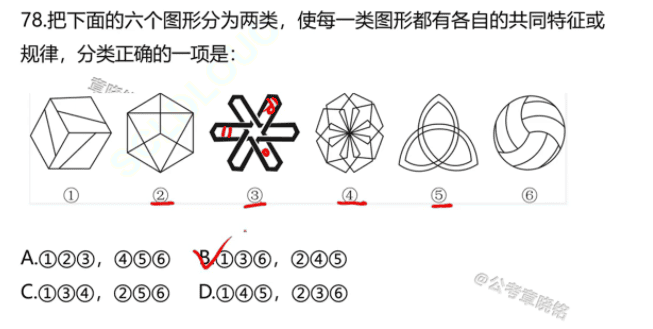 78.把下面的六个图形分为两类，使每一类图形都有各自的共同特征或
规律，分类正确的一项是：
① ② ③ ④ ⑤ ⑥
A.①②③，④⑤⑥ B.①③⑥，②④⑤
C.①③④，②⑤⑥ D.①④⑤，②③⑥
@公考章晓铭